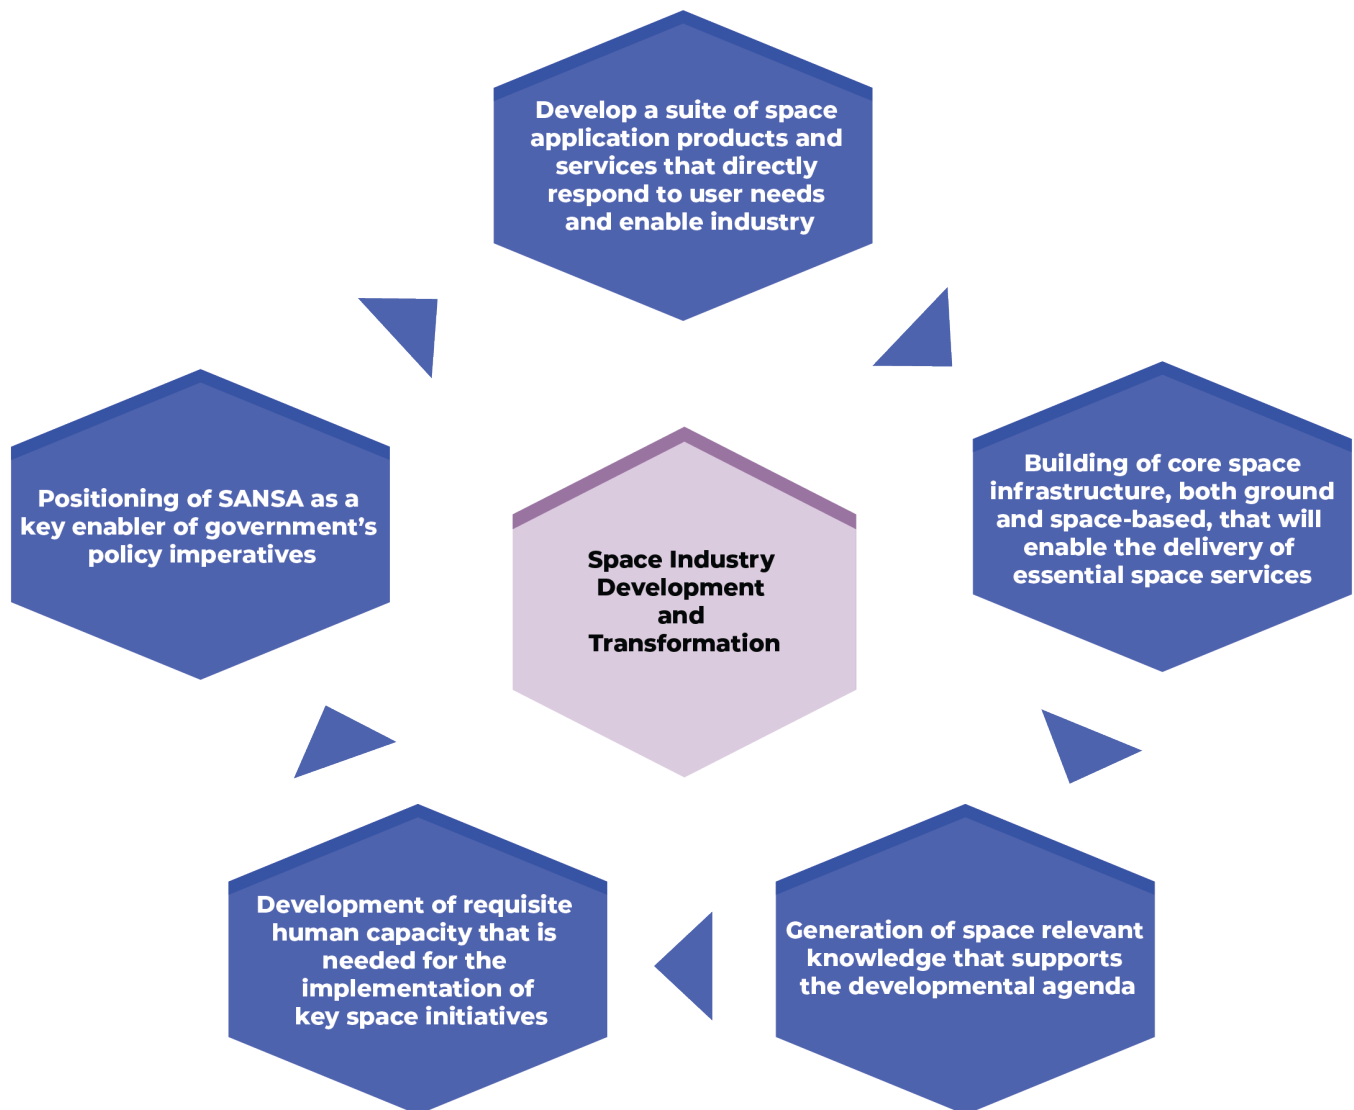 Develop a suite of space
application products and
services that directly
respond to user needs
and enable industry
Building of core space
infrastructure, both ground
and space-based, that will
enable the delivery of
essential space services
Generation of space relevant
knowledge that supports
the developmental agenda
Development of requisite
human capacity that is
needed for the
implementation of
key space initiatives
Positioning of SANSA as a
key enabler of government’s
policy imperatives
Space Industry
Development
and
Transformation